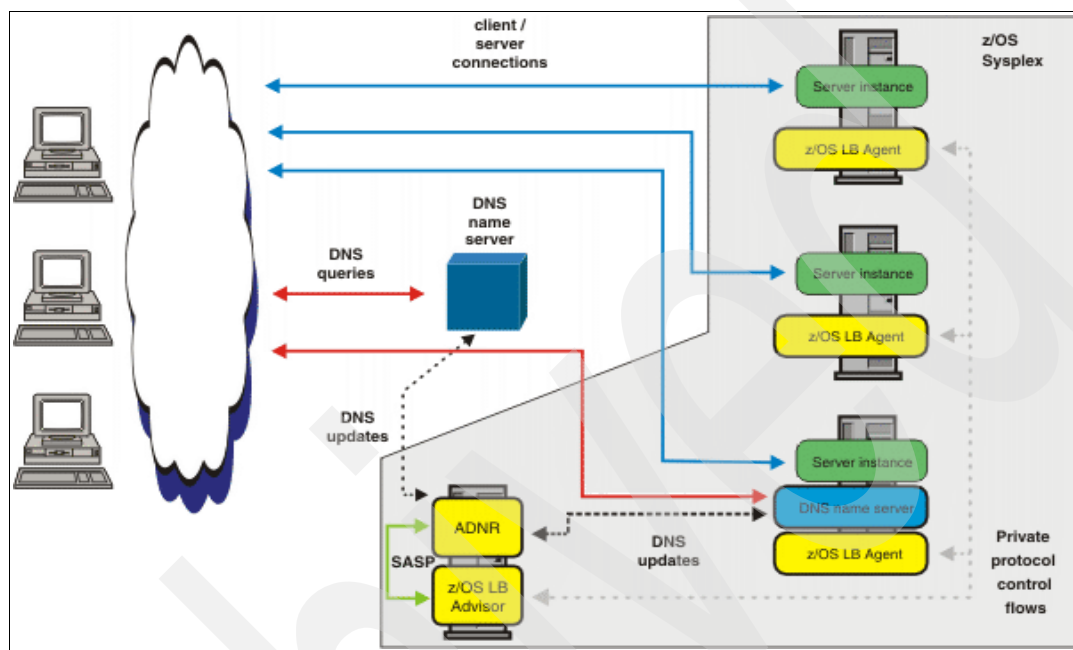 client /
server
connections
z/OS
Sysplex
Server instance
z/OS LB Agent
DNS
name
server
DNS
queries
Server instance
z/OS LB Agent
DNS
updates
Server instance
DNS name server
z/OS LB Agent
ADNR
SASP
z/OS LB
Advisor
DNS
updates
Private
protocol
control
flows